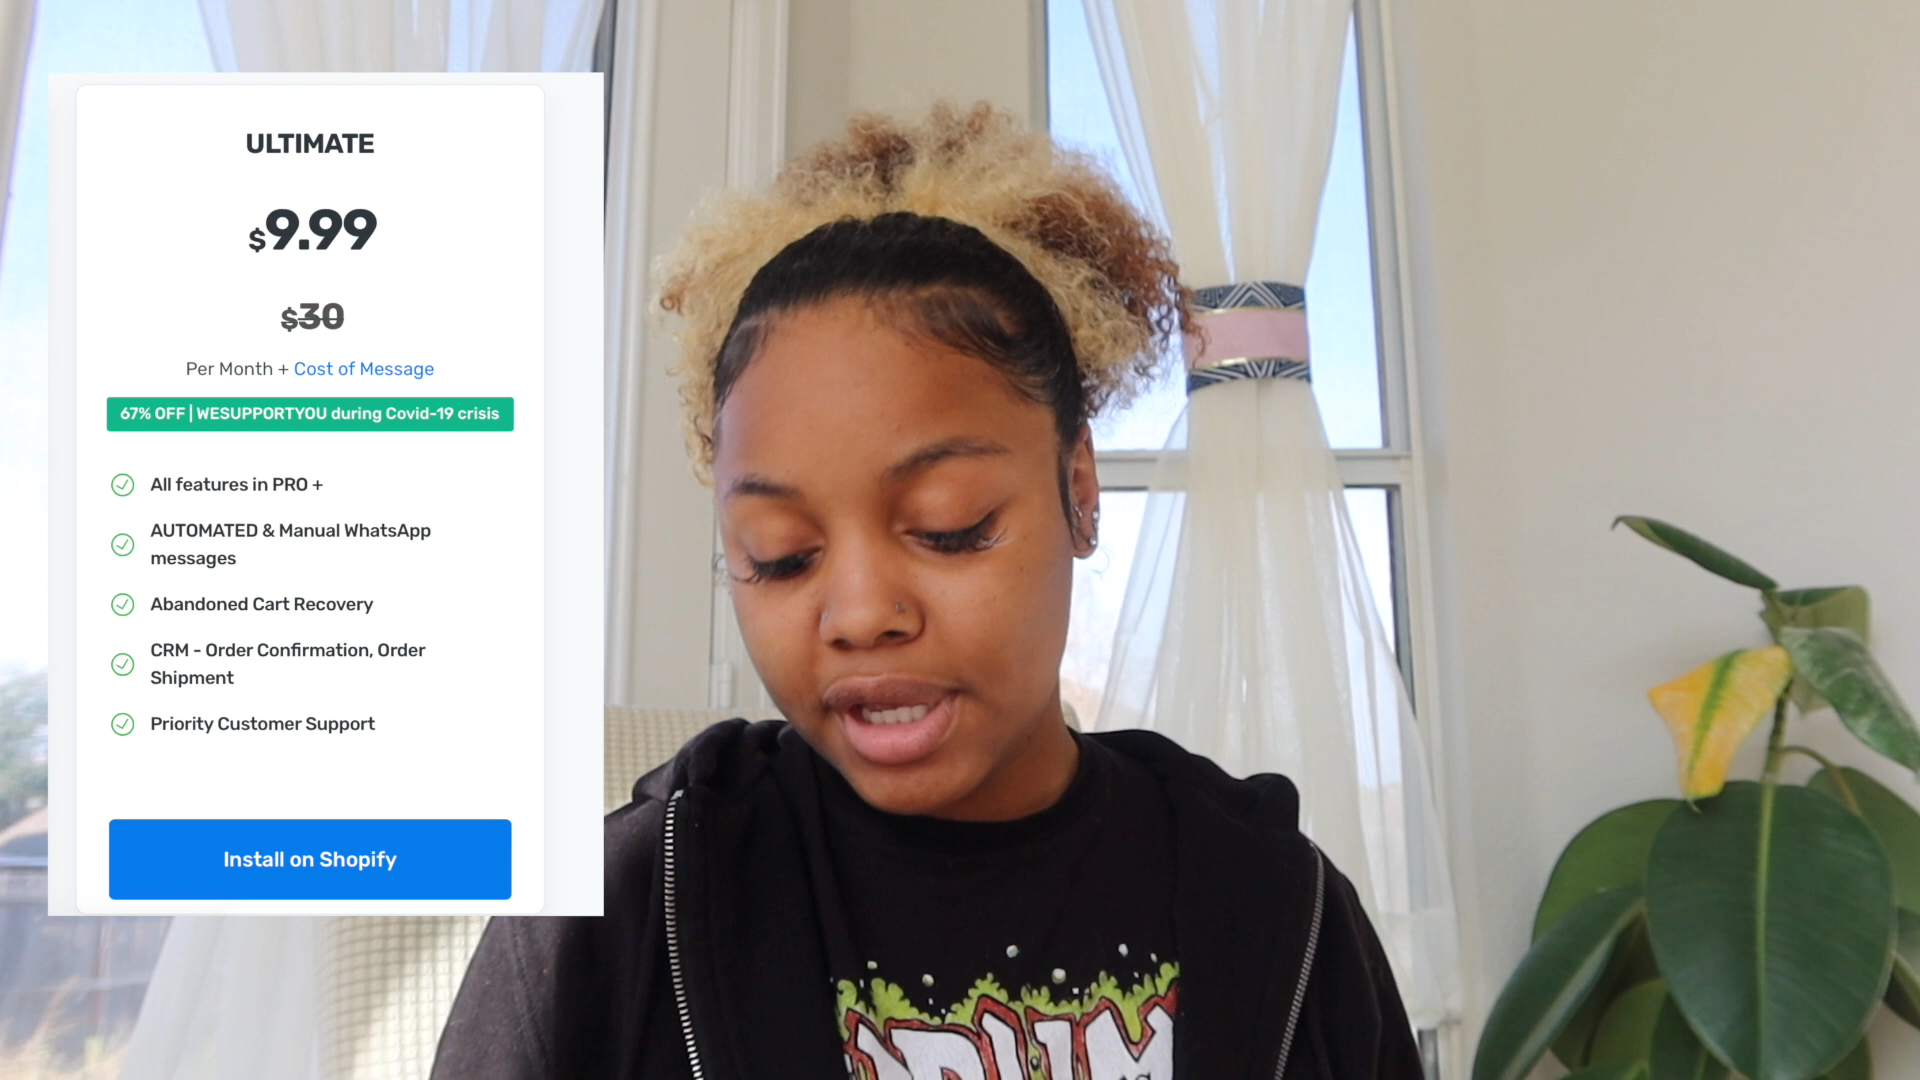 ULTIMATE
$9.99
$30
Per Month + Cost of Message
67% OFF | WESUPPORTYOU during Covid-19 crisis
All features in PRO +
AUTOMATED & Manual WhatsApp
messages
Abandoned Cart Recovery
CRM - Order Confirmation, Order
Shipment
Priority Customer Support
Install on Shopify